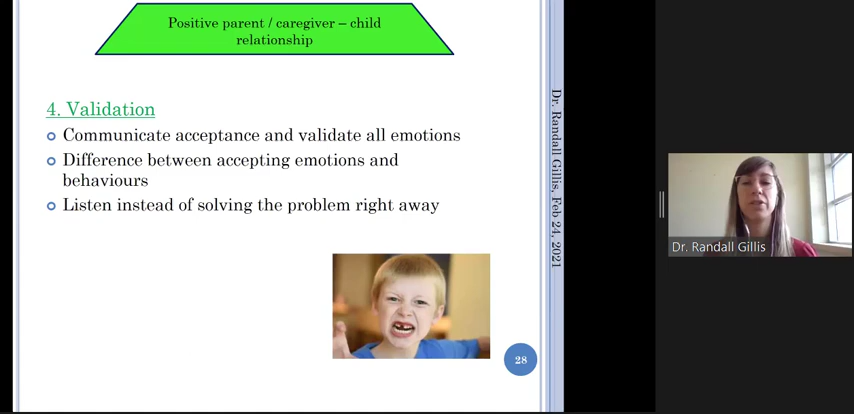 Positive parent / caregiver – child
relationship
4. Validation
Communicate acceptance and validate all emotions
Difference between accepting emotions and
behaviours
Listen instead of solving the problem right away
28
Dr. Randall Gillis, Feb 24, 2021
Dr. Randall Gillis